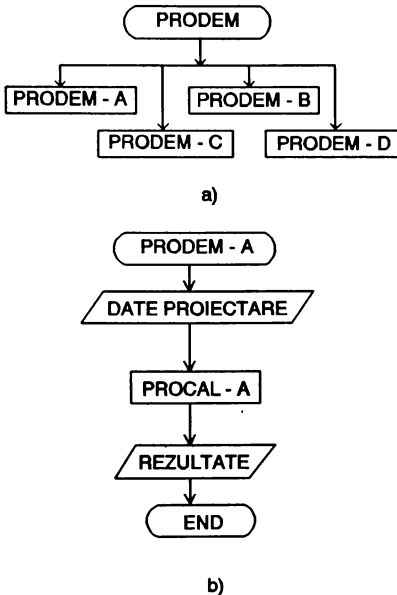 PRODEM
PRODEM - A
PRODEM - B
PRODEM - C
PRODEM - D
a)
PRODEM - A
DATE PROIECTARE
PROCAL - A
REZULTATE
END
b)